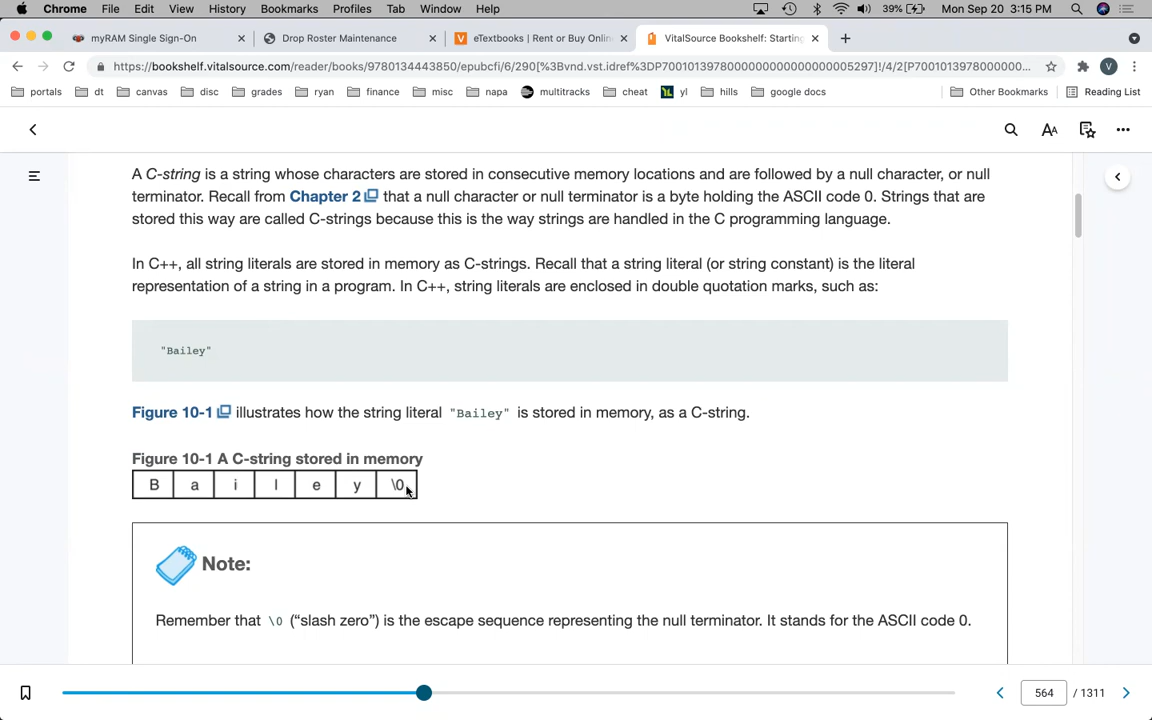 Chrome File Edit View History Bookmarks Profiles Tab Window Help 39% Mon Sep 20 3:15 PM
myRAM Single Sign-On Drop Roster Maintenance eTextbooks | Rent or Buy Onlin VitalSource Bookshelf: Starting
https://bookshelf.vitalsource.com/reader/books/9780134443850/epubcfi/6/290[%3Bvnd.vst.idref%3DP70010139780000000000000000005297]!/4/2[P7001013978000000...
portals dt canvas disc grades ryan finance misc napa multitracks cheat yl hills google docs Other Bookmarks Reading List
A C-string is a string whose characters are stored in consecutive memory locations and are followed by a null character, or null
terminator. Recall from Chapter 2 that a null character or null terminator is a byte holding the ASCII code 0. Strings that are
stored this way are called C-strings because this is the way strings are handled in the C programming language.
In C++, all string literals are stored in memory as C-strings. Recall that a string literal (or string constant) is the literal
representation of a string in a program. In C++, string literals are enclosed in double quotation marks, such as:
"Bailey"
Figure 10-1 illustrates how the string literal "Bailey" is stored in memory, as a C-string.
Figure 10-1 A C-string stored in memory
B a i l e y \0
Note:
Remember that \0 (“slash zero”) is the escape sequence representing the null terminator. It stands for the ASCII code 0.
564 / 1311